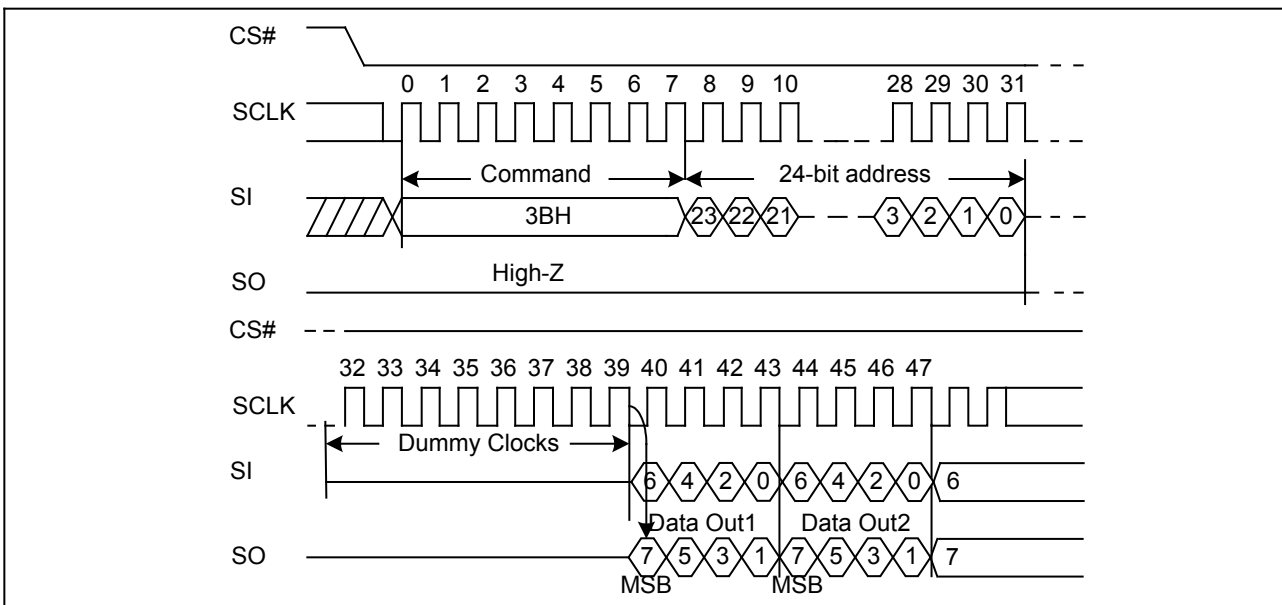 CS#
0 1 2 3 4 5 6 7 8 9 10 28 29 30 31
SCLK
Command 24-bit address
SI
3BH 23 22 21 3 2 1 0
High-Z
SO
CS#
32 33 34 35 36 37 38 39 40 41 42 43 44 45 46 47
SCLK
Dummy Clocks
SI
6 4 2 0 6 4 2 0 6
Data Out1 Data Out2
SO
7 5 3 1 7 5 3 1 7
MSB MSB